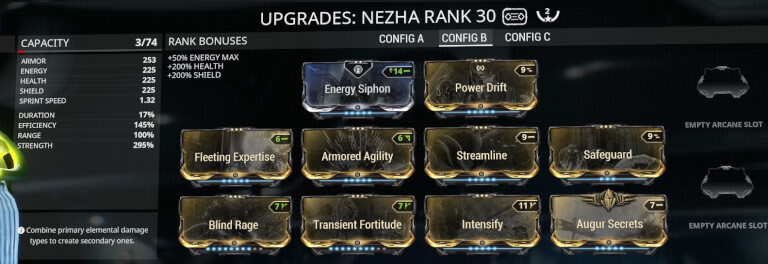 UPGRADES: NEZHA RANK 30
2
CAPACITY 3/74
RANK BONUSES
CONFIG A CONFIG B CONFIG C
ARMOR 253
ENERGY 225
HEALTH 225
SHIELD 225
SPRINT SPEED 1.32
DURATION 17%
EFFICIENCY 145%
RANGE 100%
STRENGTH 295%
+50% ENERGY MAX
+200% HEALTH
+200% SHIELD
14
Energy Siphon
9
Power Drift
EMPTY ARCANE SLOT
6
Fleeting Expertise
6
Armored Agility
9
Streamline
9
Safeguard
7
Blind Rage
7
Transient Fortitude
11
Intensify
7
Augur Secrets
EMPTY ARCANE SLOT
Combine primary elemental damage
types to create secondary ones.